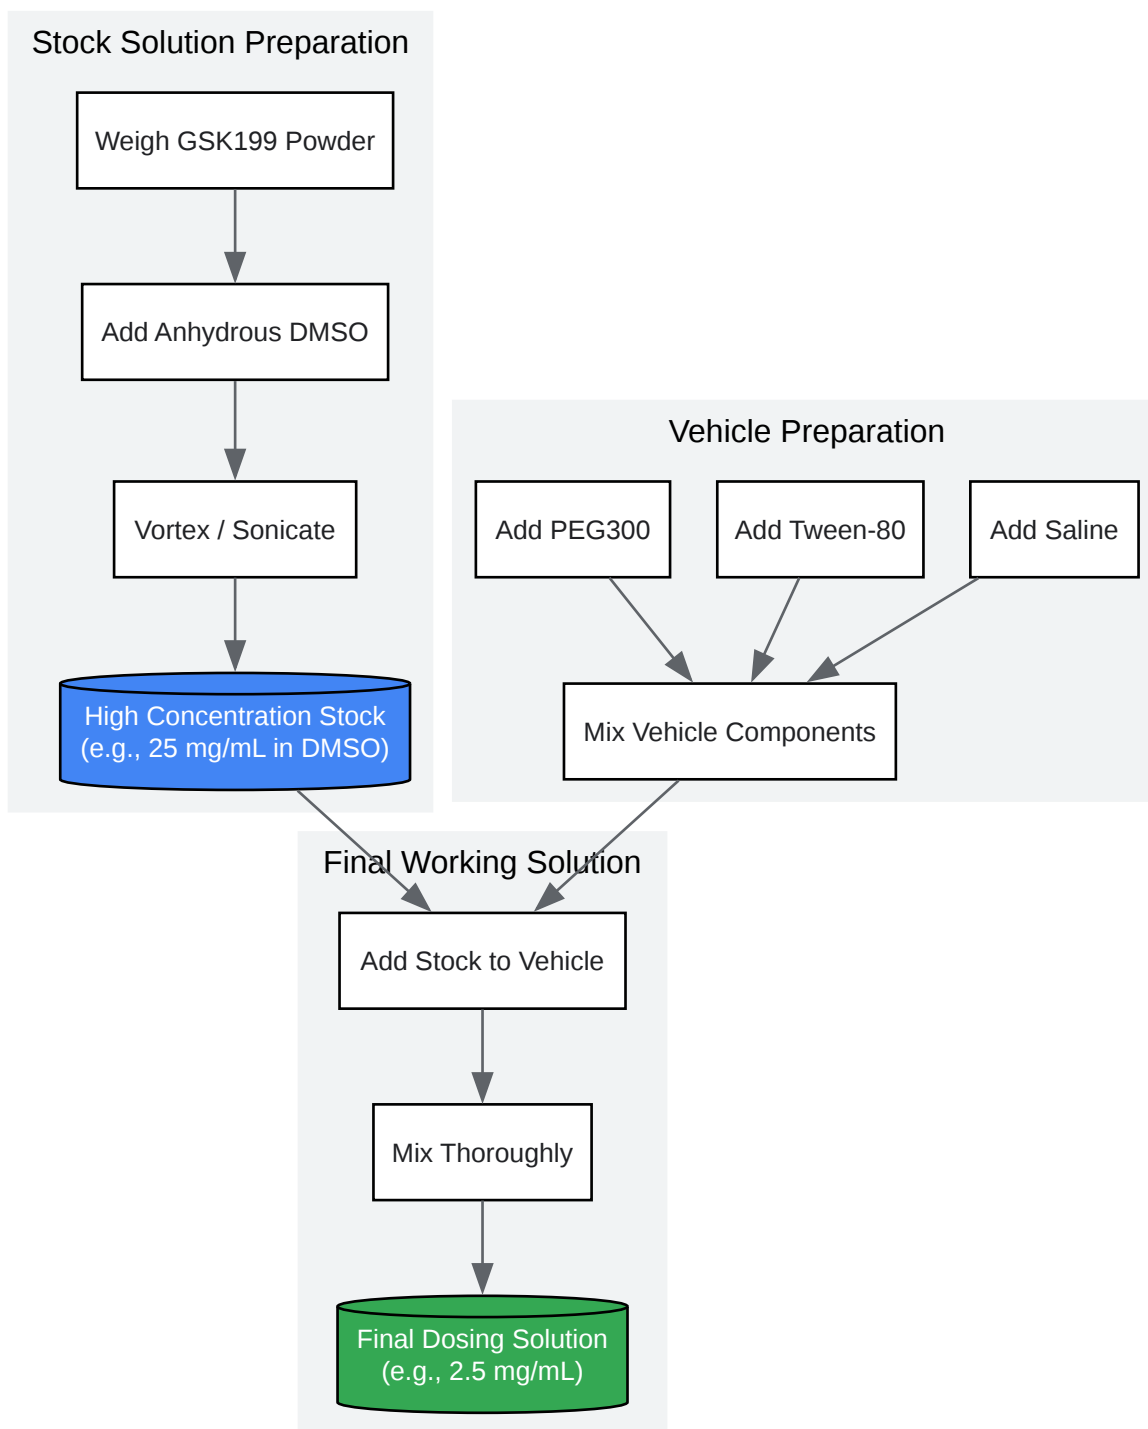 Stock Solution Preparation
Weigh GSK199 Powder
Add Anhydrous DMSO
Vortex / Sonicate
High Concentration Stock
(e.g., 25 mg/mL in DMSO)
Vehicle Preparation
Add PEG300
Add Tween-80
Add Saline
Mix Vehicle Components
Final Working Solution
Add Stock to Vehicle
Mix Thoroughly
Final Dosing Solution
(e.g., 2.5 mg/mL)